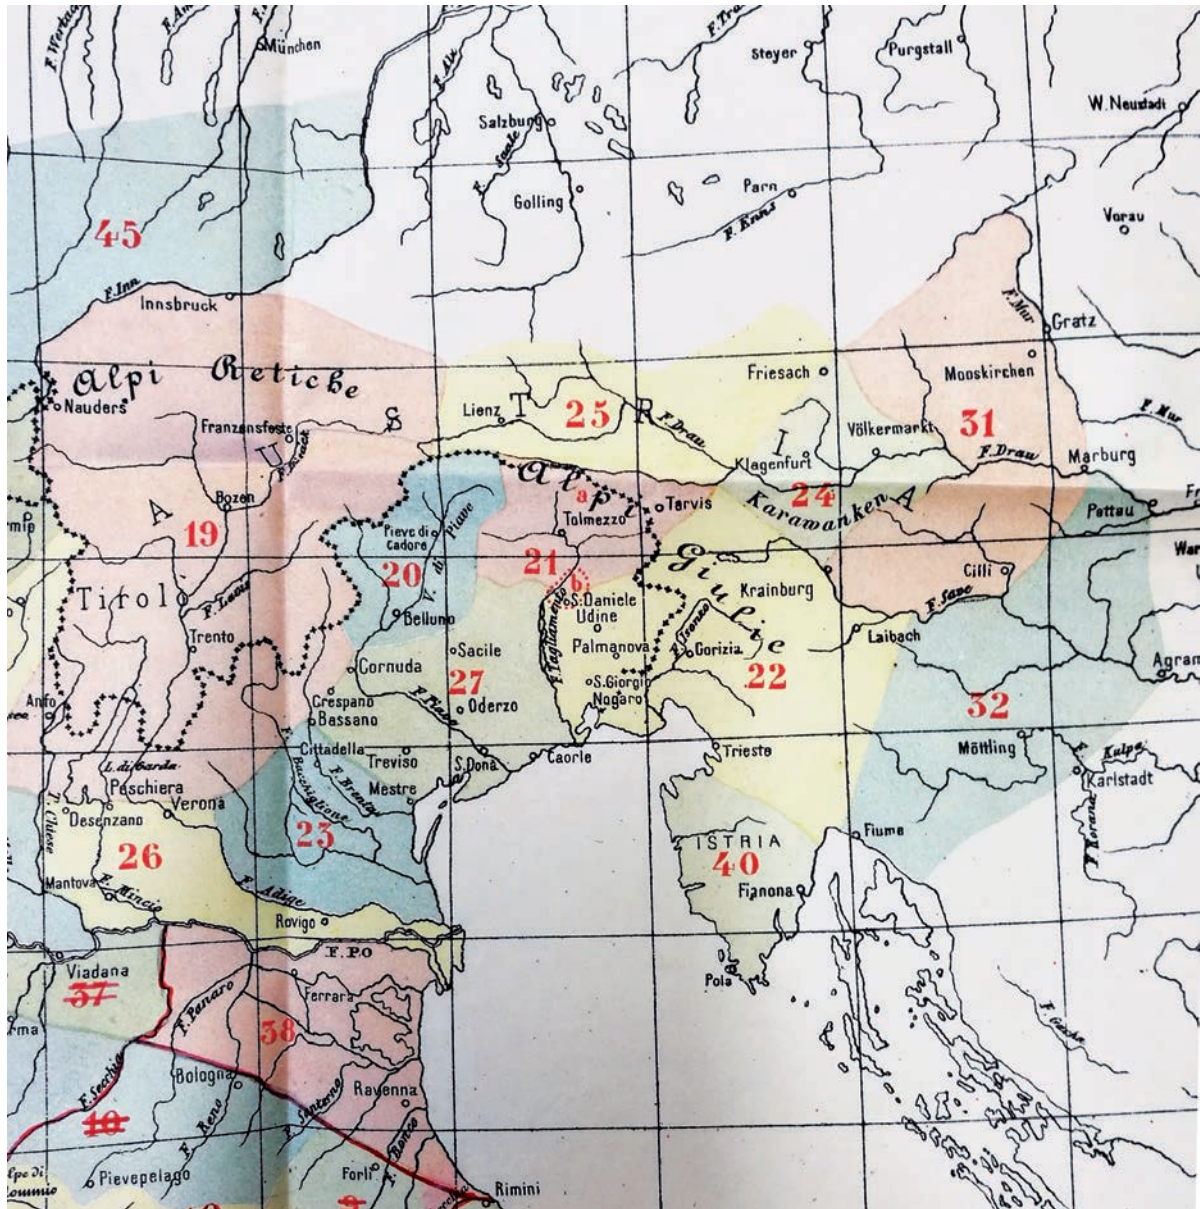 F. Wertach
München
Steyer
Purgstall
W. Neustadt
F. Alz
Salzburg
F. Saale
Golling
Parn
F. Enns
Vorau
45
F. Inn
Innsbruck
F. Mur
Gratz
Alpi Retiche
Friesach
Mooskirchen
Nauders
Lienz
T
25
R
F. Drau
I
Völkermarkt
31
F. Mur
Franzensfeste
Klagenfurt
F. Drau
Marburg
Bozen
A
Alpi
a
Tarvis
24
Karawanken
A
Pettau
19
Pieve di
Cadore
Piave
Tolmezzo
Giulie
20
21
b
Cilli
Tirol
F. Lavis
Belluno
S. Daniele
Udine
Krainburg
F. Save
Trento
Palmanova
F. Isonzo
Gorizia
Laibach
Agram
Cornuda
Sacile
F. Tagliamento
27
S. Giorgio
Nogaro
22
32
Anfo
Crespano
Bassano
F. Piave
Oderzo
Cittadella
Treviso
S. Dona
Caorle
Trieste
Möttling
F. Kulpa
L. di Garda
Peschiera
F. Brenta
Mestre
Karlstadt
Desenzano
Verona
Bacchiglione
F. Chiese
23
ISTRIA
Fiume
F. Korana
26
40
Mantova
F. Mincio
F. Adige
Fianona
Rovigo
Viadana
37
F. PO
Pola
F. Panaro
Ferrara
38
F. Secchia
Bologna
Ravenna
10
F. Reno
F. Santerno
F. Ronco
Pievepelago
Forlì
Rimini